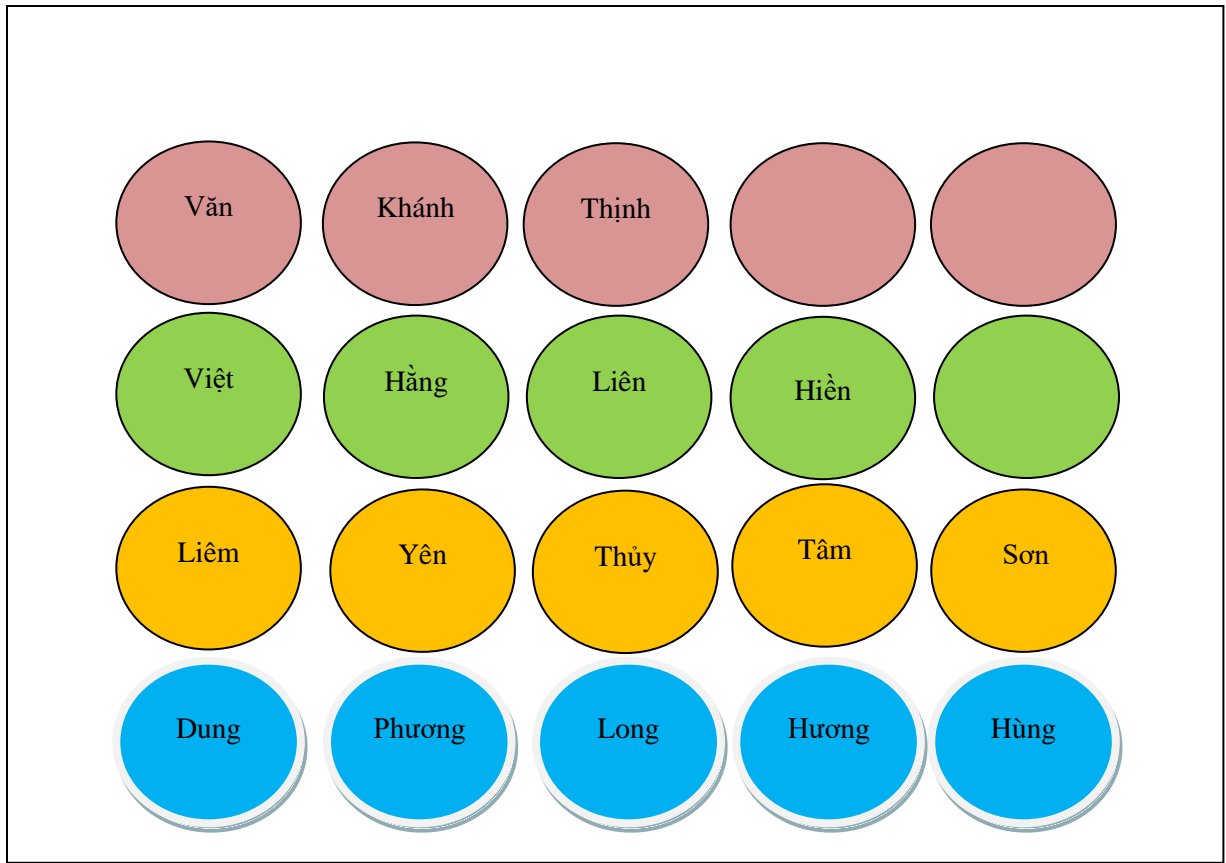 Văn Khánh Thịnh
Việt Hằng Liên Hiền
Liêm Yên Thủy Tâm Sơn
Dung Phương Long Hương Hùng